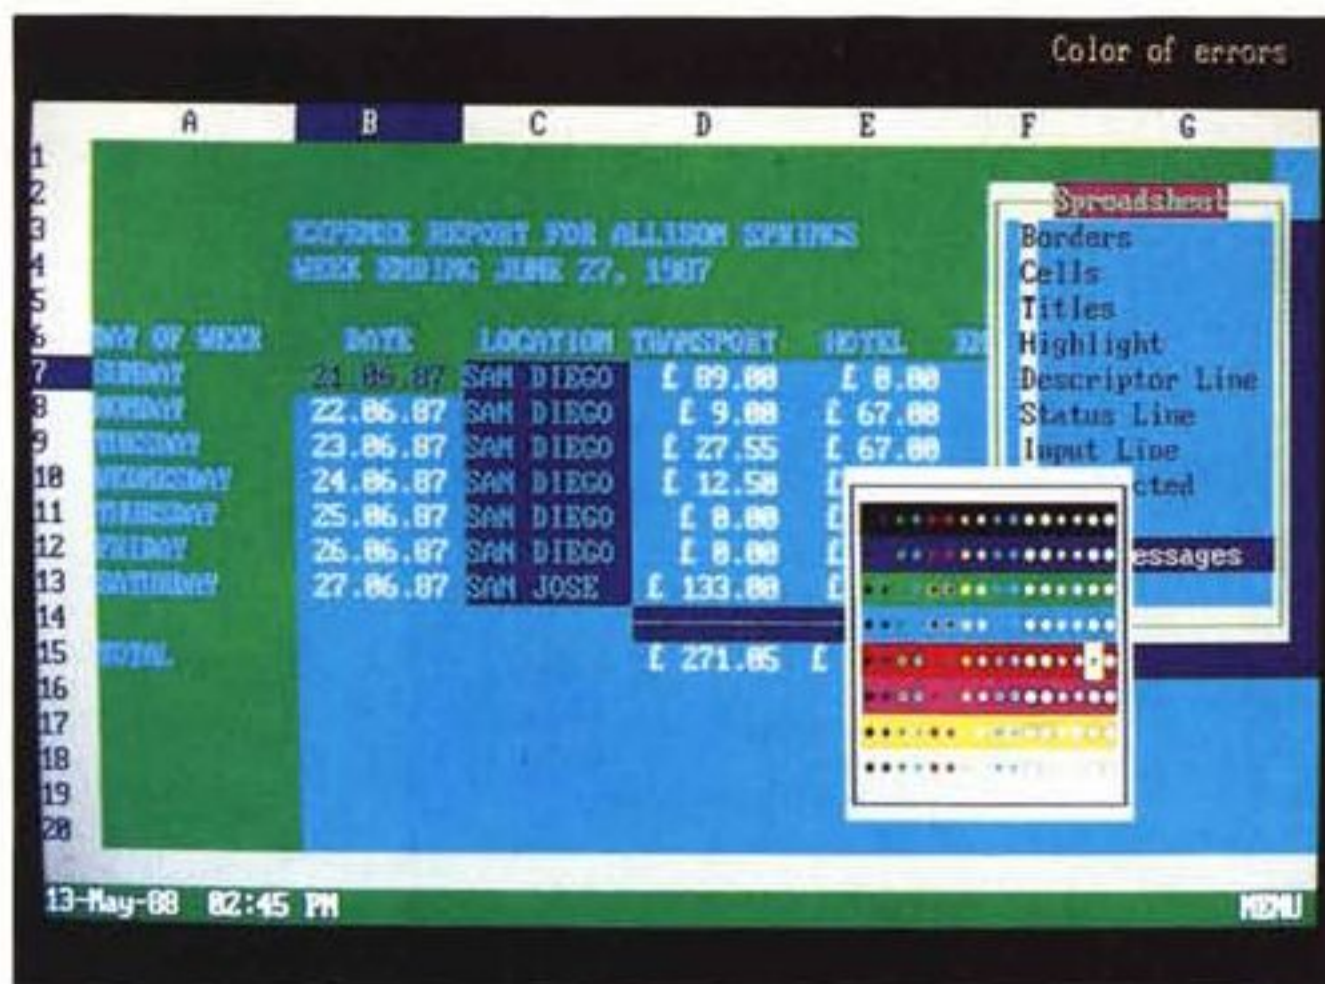 Color of errors
A B C D E F G
1
2
3 EXPENSE REPORT FOR ALLISON SPRINGS
4 WEEK ENDING JUNE 27, 1987
5
6 DAY OF WEEK DATE LOCATION TRANSPORT HOTEL
7 SUNDAY 21.06.87 SAN DIEGO £ 89.00 £ 0.00
8 MONDAY 22.06.87 SAN DIEGO £ 9.00 £ 67.00
9 TUESDAY 23.06.87 SAN DIEGO £ 27.55 £ 67.00
10 WEDNESDAY 24.06.87 SAN DIEGO £ 12.50 £
11 THURSDAY 25.06.87 SAN DIEGO £ 0.00 £
12 FRIDAY 26.06.87 SAN DIEGO £ 0.00 £
13 SATURDAY 27.06.87 SAN JOSE £ 133.00 £
14
15 TOTAL £ 271.05 £
16
17
18
19
20
Spreadsheet
Borders
Cells
Titles
Highlight
Descriptor Line
Status Line
Input Line
cted
essages
13-May-88 02:45 PM MENU